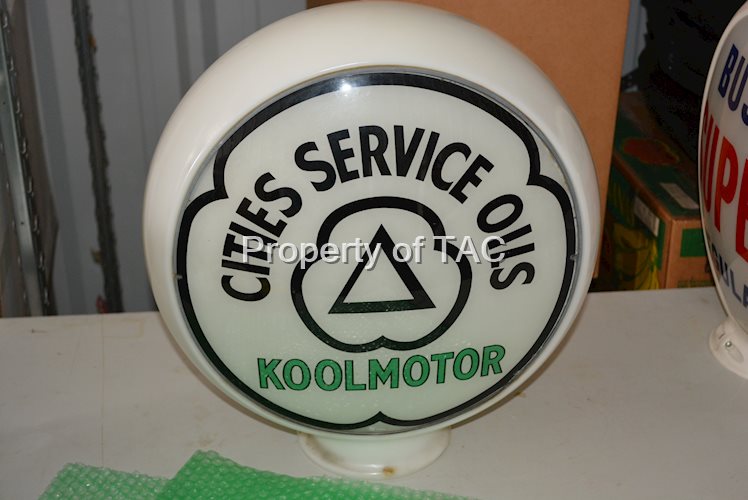 CITIES SERVICE OILS
Property of TAC
KOOLMOTOR